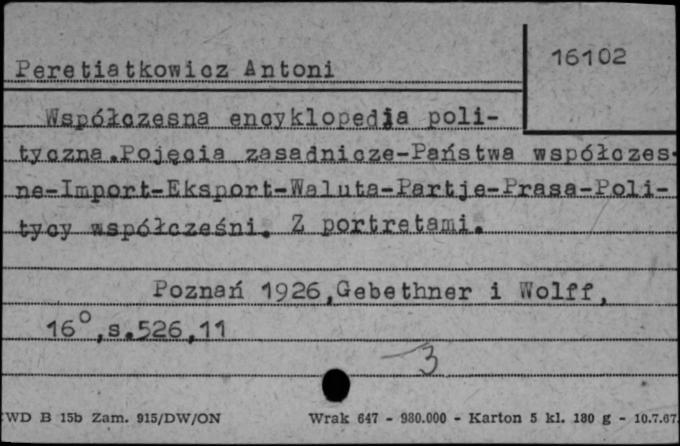 Peretiatkowicz Antoni
16102
Współczesna encyklopedja poli-
tyczna.Pojęcia zasadnicze-Państwa współczes-
ne-Import-Eksport-Waluta-Partje-Prasa-Poli-
tycy współcześni. Z portretami.
Poznań 1926,Gebethner i Wolff,
16°,s.526,11
3
WD B 15b Zam. 915/DW/ON Wrak 647 - 980.000 - Karton 5 kl. 180 g - 10.7.67